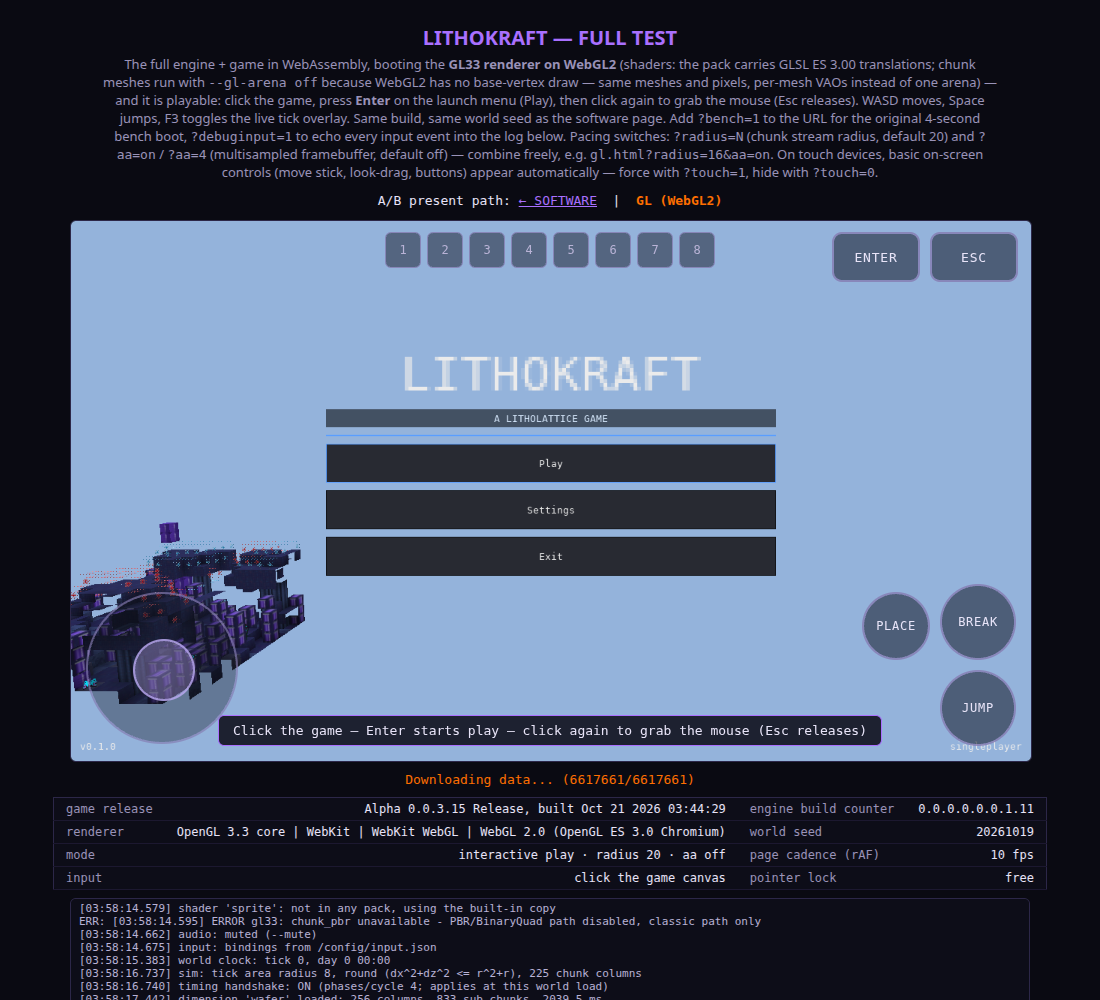 LITHOKRAFT — FULL TEST
The full engine + game in WebAssembly, booting the GL33 renderer on WebGL2 (shaders: the pack carries GLSL ES 3.00 translations; chunk
meshes run with --gl-arena off because WebGL2 has no base-vertex draw — same meshes and pixels, per-mesh VAOs instead of one arena) —
and it is playable: click the game, press Enter on the launch menu (Play), then click again to grab the mouse (Esc releases). WASD moves, Space
jumps, F3 toggles the live tick overlay. Same build, same world seed as the software page. Add ?bench=1 to the URL for the original 4-second
bench boot, ?debuginput=1 to echo every input event into the log below. Pacing switches: ?radius=N (chunk stream radius, default 20) and ?
aa=on / ?aa=4 (multisampled framebuffer, default off) — combine freely, e.g. gl.html?radius=16&aa=on. On touch devices, basic on-screen
controls (move stick, look-drag, buttons) appear automatically — force with ?touch=1, hide with ?touch=0.
A/B present path: ← SOFTWARE | GL (WebGL2)
1 2 3 4 5 6 7 8 ENTER ESC
LITHOKRAFT
A LITHOLATTICE GAME
Play
Settings
Exit
PLACE BREAK
JUMP
Click the game — Enter starts play — click again to grab the mouse (Esc releases)
v0.1.0 singleplayer
Downloading data... (6617661/6617661)
game release Alpha 0.0.3.15 Release, built Oct 21 2026 03:44:29 engine build counter 0.0.0.0.0.0.1.11
renderer OpenGL 3.3 core | WebKit | WebKit WebGL | WebGL 2.0 (OpenGL ES 3.0 Chromium) world seed 20261019
mode interactive play · radius 20 · aa off page cadence (rAF) 10 fps
input click the game canvas pointer lock free
[03:58:14.579] shader 'sprite': not in any pack, using the built-in copy
ERR: [03:58:14.595] ERROR gl33: chunk_pbr unavailable - PBR/BinaryQuad path disabled, classic path only
[03:58:14.662] audio: muted (--mute)
[03:58:14.675] input: bindings from /config/input.json
[03:58:15.383] world clock: tick 0, day 0 00:00
[03:58:16.737] sim: tick area radius 8, round (dx^2+dz^2 <= r^2+r), 225 chunk columns
[03:58:16.740] timing handshake: ON (phases/cycle 4; applies at this world load)
[03:58:17.442] dimension 'wafer' loaded: 256 columns, 833 sub-chunks, 2039.5 ms